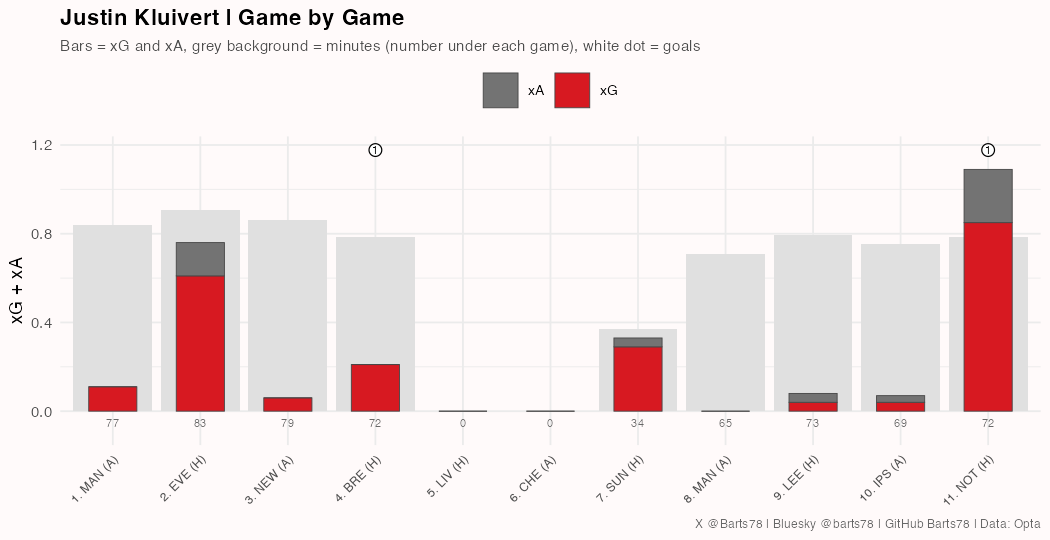 Justin Kluivert | Game by Game
Bars = xG and xA, grey background = minutes (number under each game), white dot = goals
xA xG
xG + xA
1.2
0.8
0.4
0.0
1 1
77 83 79 72 0 0 34 65 73 69 72
1. MAN (A)
2. EVE (H)
3. NEW (A)
4. BRE (H)
5. LIV (H)
6. CHE (A)
7. SUN (H)
8. MAN (A)
9. LEE (H)
10. IPS (A)
11. NOT (H)
X @Barts78 | Bluesky @barts78 | GitHub Barts78 | Data: Opta